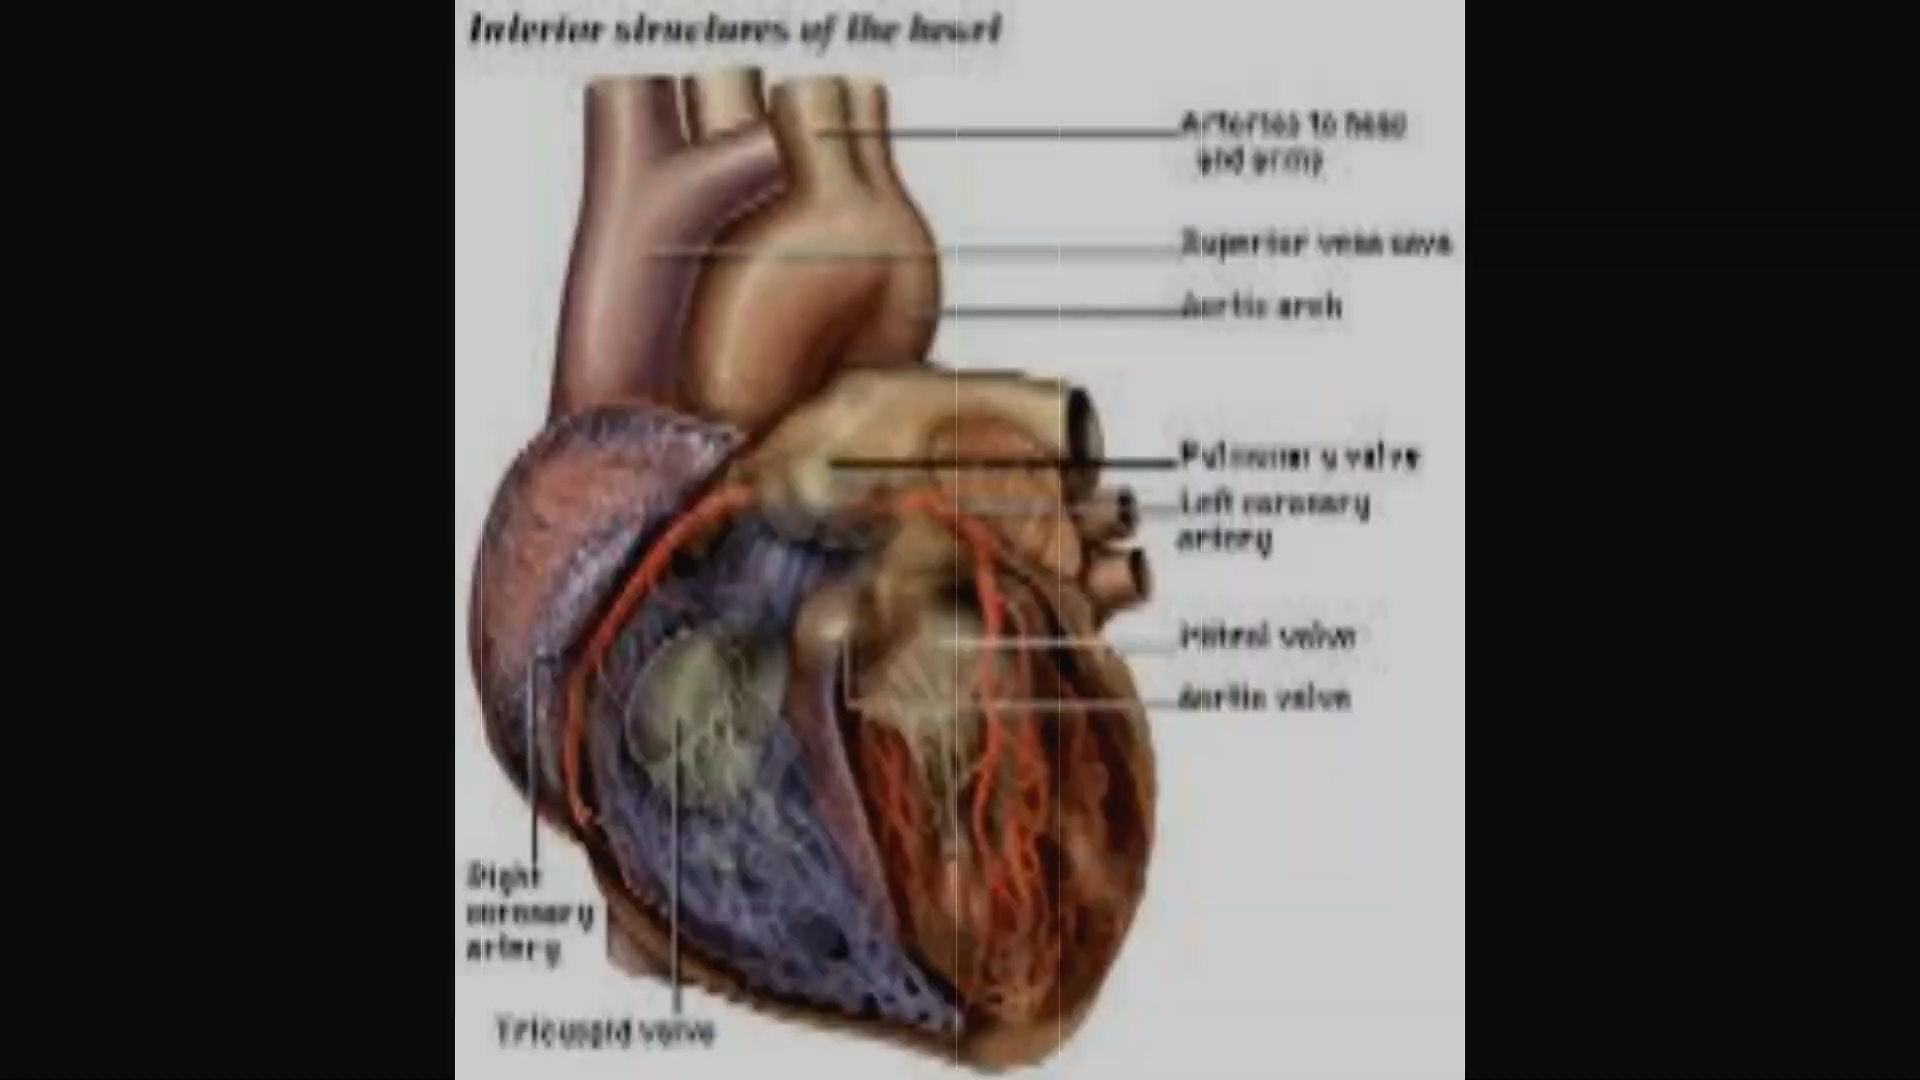 Interior structures of the heart
Arteries to head
and arms
Superior vena cava
Aortic arch
Pulmonary valve
Left coronary
artery
Mitral valve
Aortic valve
Right
coronary
artery
Tricuspid valve